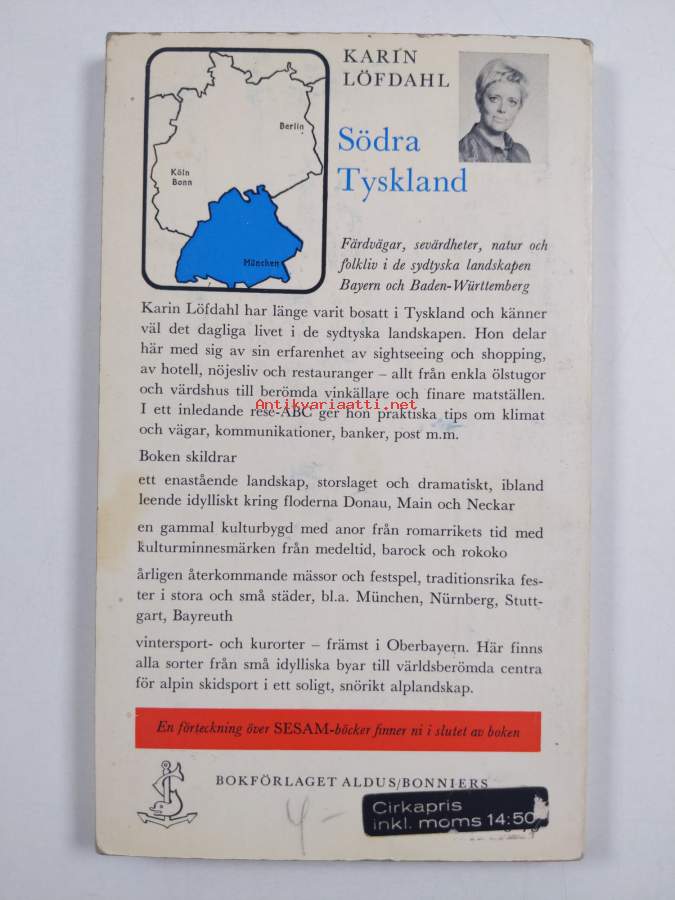 KARIN
LÖFDAHL
Södra
Tyskland
Berlin
Köln
Bonn
München
Färdvägar, sevärdheter, natur och
folkliv i de sydtyska landskapen
Bayern och Baden-Württemberg
Karin Löfdahl har länge varit bosatt i Tyskland och känner
väl det dagliga livet i de sydtyska landskapen. Hon delar
här med sig av sin erfarenhet av sightseeing och shopping,
av hotell, nöjesliv och restauranger – allt från enkla ölstugor
och värdshus till berömda vinkällare och finare matställen.
I ett inledande rese-ABC ger hon praktiska tips om klimat
och vägar, kommunikationer, banker, post m.m.
Antikvariaatti.net
Boken skildrar
ett enastående landskap, storslaget och dramatiskt, ibland
leende idylliskt kring floderna Donau, Main och Neckar
en gammal kulturbygd med anor från romarrikets tid med
kulturminnesmärken från medeltid, barock och rokoko
årligen återkommande mässor och festspel, traditionsrika fes-
ter i stora och små städer, bl.a. München, Nürnberg, Stutt-
gart, Bayreuth
vintersport- och kurorter – främst i Oberbayern. Här finns
alla sorter från små idylliska byar till världsberömda centra
för alpin skidsport i ett soligt, snörikt alplandskap.
En förteckning över SESAM-böcker finner ni i slutet av boken
BOKFÖRLAGET ALDUS/BONNIERS
Cirkapris
inkl. moms 14:50
4-